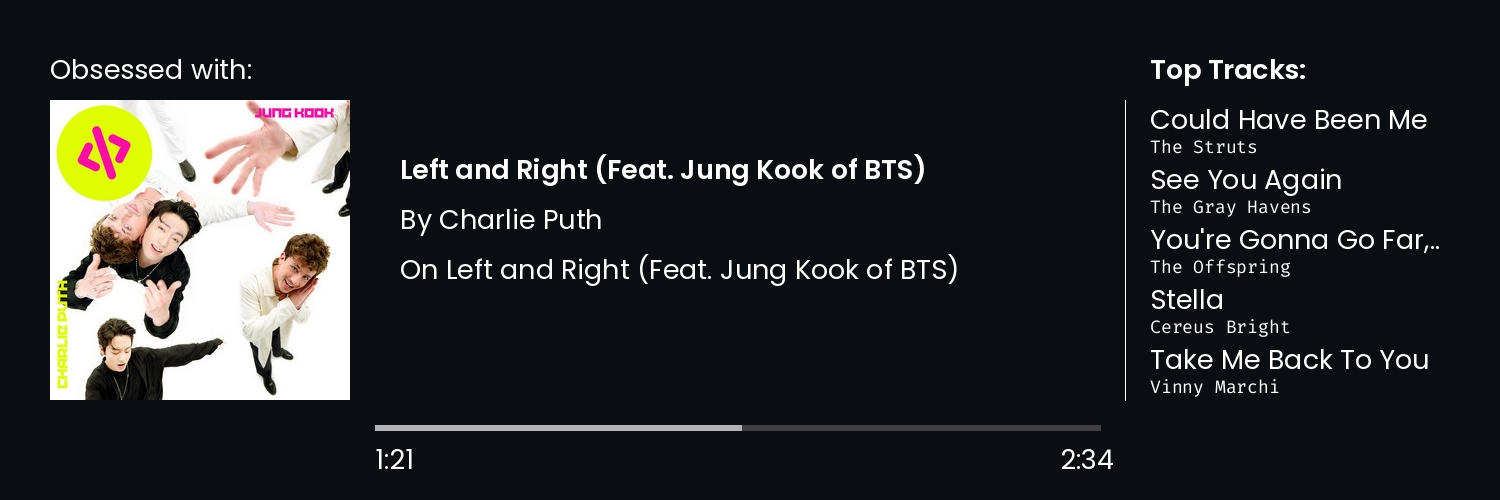 Obsessed with:
JUNG KOOK
CHARLIE PUTH
Left and Right (Feat. Jung Kook of BTS)
By Charlie Puth
On Left and Right (Feat. Jung Kook of BTS)
1:21
2:34
Top Tracks:
Could Have Been Me
The Struts
See You Again
The Gray Havens
You're Gonna Go Far,..
The Offspring
Stella
Cereus Bright
Take Me Back To You
Vinny Marchi